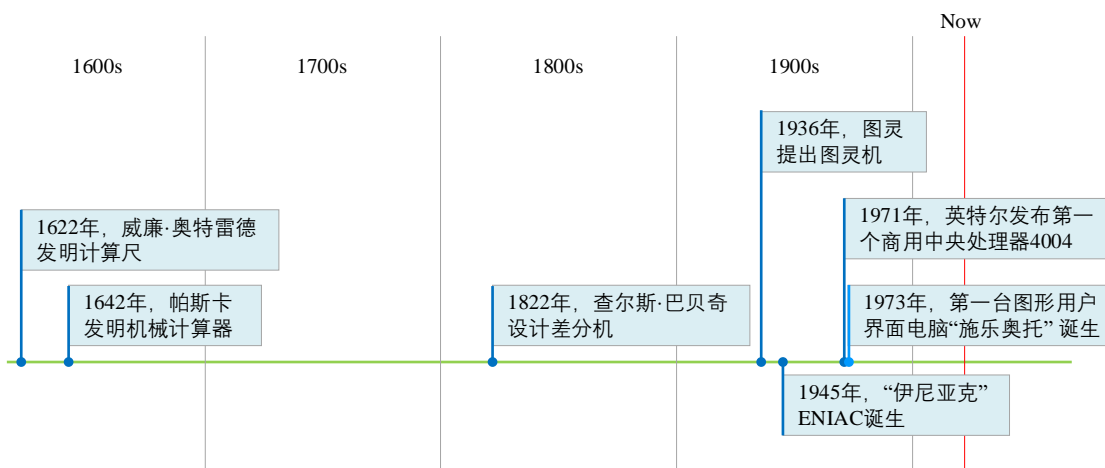 Now
1600s
1700s
1800s
1900s
1936年，图灵
提出图灵机
1622年，威廉·奥特雷德
发明计算尺
1971年，英特尔发布第一
个商用中央处理器4004
1642年，帕斯卡
发明机械计算器
1822年，查尔斯·巴贝奇
设计差分机
1973年，第一台图形用户
界面电脑“施乐奥托” 诞生
1945年，“伊尼亚克”
ENIAC诞生